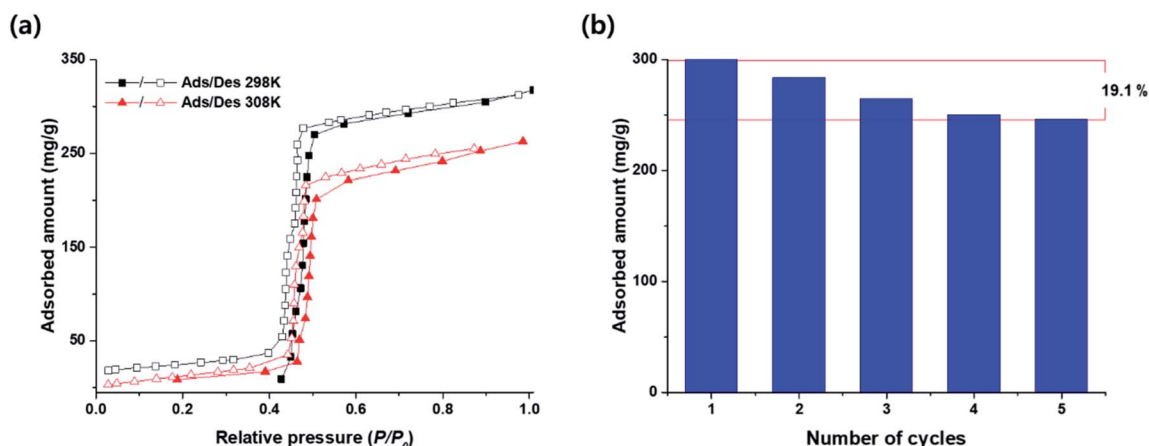 (a)
350
250
150
50
Adsorbed amount (mg/g)
Ads/Des 298K
Ads/Des 308K
0.0 0.2 0.4 0.6 0.8 1.0
Relative pressure (P/P₀)
(b)
300
200
100
0
Adsorbed amount (mg/g)
19.1 %
1 2 3 4 5
Number of cycles